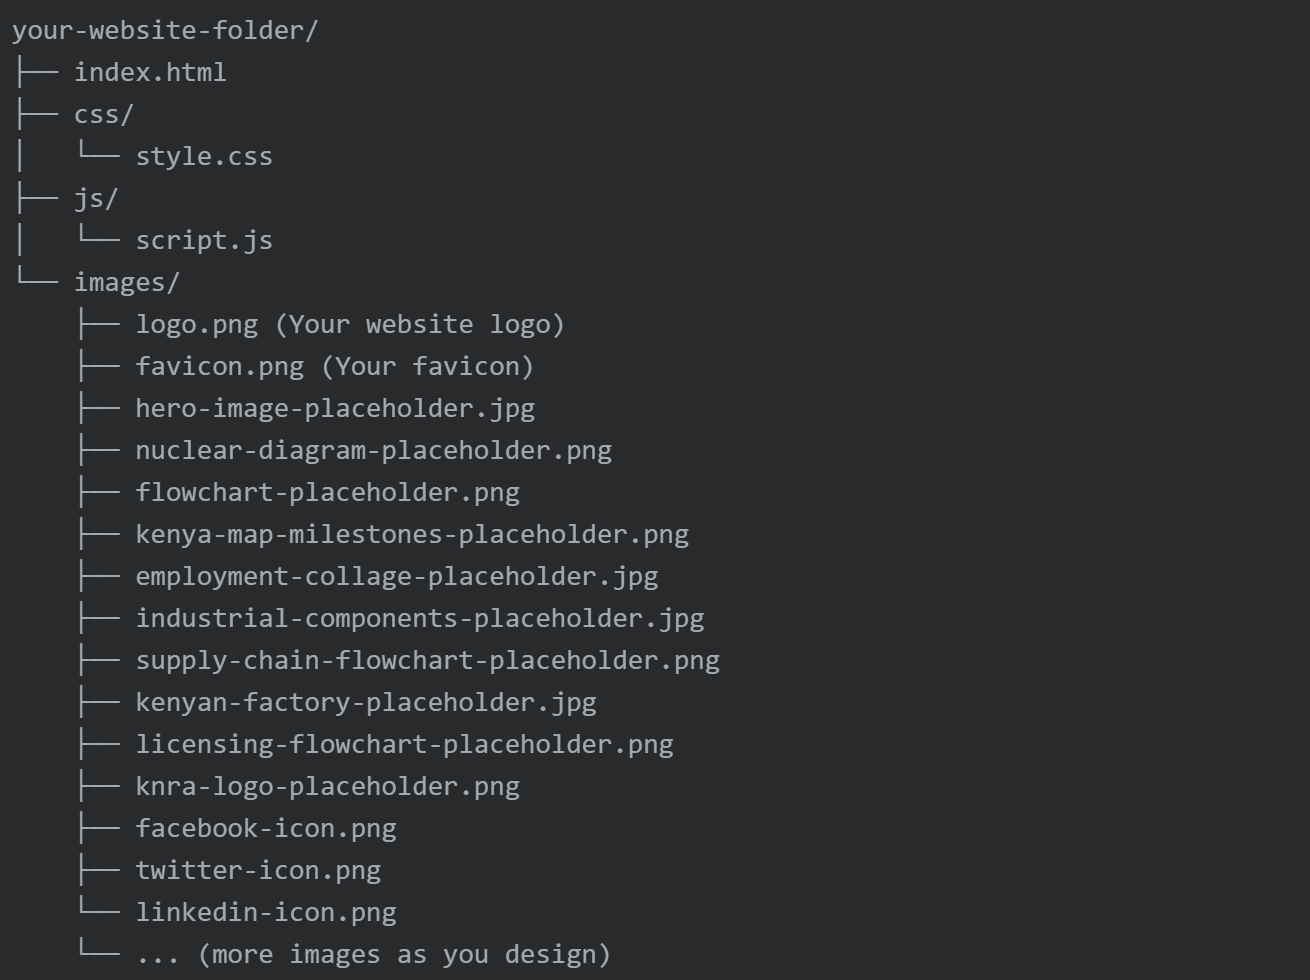 your-website-folder/
├── index.html
├── css/
│   └── style.css
├── js/
│   └── script.js
└── images/
    ├── logo.png (Your website logo)
    ├── favicon.png (Your favicon)
    ├── hero-image-placeholder.jpg
    ├── nuclear-diagram-placeholder.png
    ├── flowchart-placeholder.png
    ├── kenya-map-milestones-placeholder.png
    ├── employment-collage-placeholder.jpg
    ├── industrial-components-placeholder.jpg
    ├── supply-chain-flowchart-placeholder.png
    ├── kenyan-factory-placeholder.jpg
    ├── licensing-flowchart-placeholder.png
    ├── knra-logo-placeholder.png
    ├── facebook-icon.png
    ├── twitter-icon.png
    └── linkedin-icon.png
    └── ... (more images as you design)